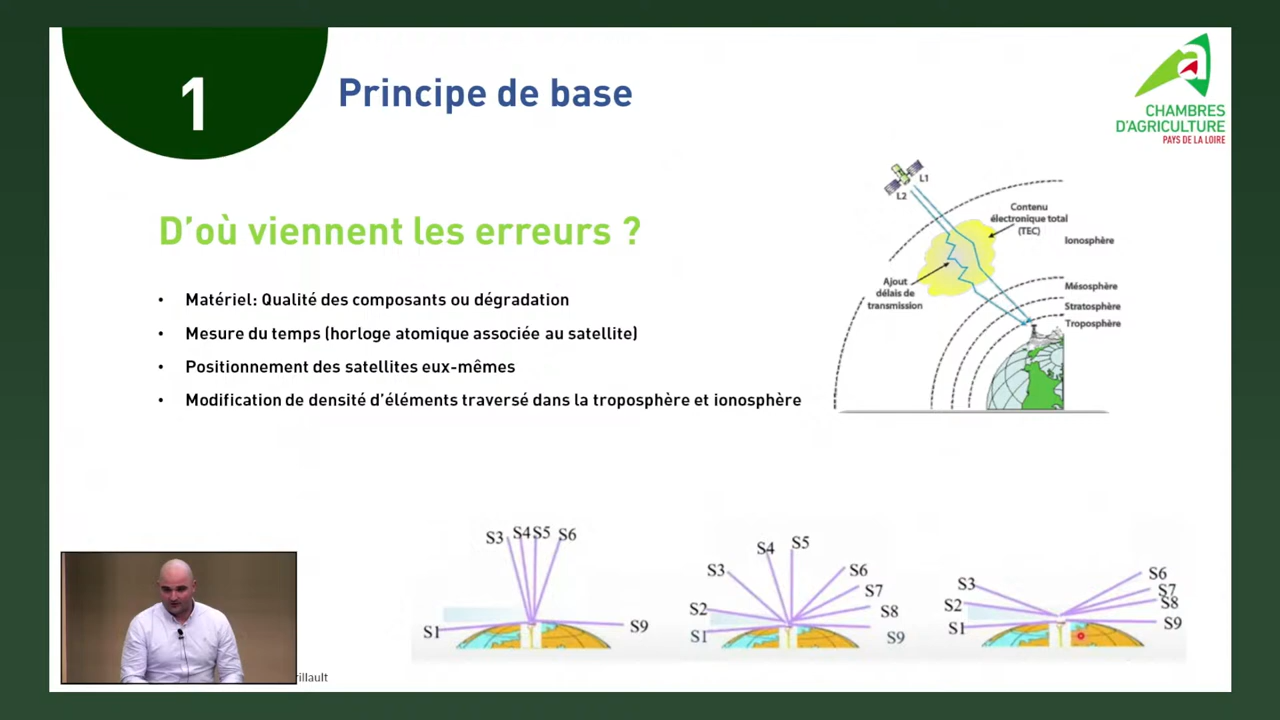 1
Principe de base
CHAMBRES
D'AGRICULTURE
PAYS DE LA LOIRE
D'où viennent les erreurs ?
• Matériel: Qualité des composants ou dégradation
• Mesure du temps (horloge atomique associée au satellite)
• Positionnement des satellites eux-mêmes
• Modification de densité d'éléments traversé dans la troposphère et ionosphère
L1
L2
Contenu
électronique total
(TEC)
Ionosphère
Ajout
délais de
transmission
Mésosphère
Stratosphère
Troposphère
S3 S4 S5 S6
S1 S9
S3 S4 S5 S6
S2 S7
S1 S8
S9
S3 S6
S2 S7
S8
S1 S9